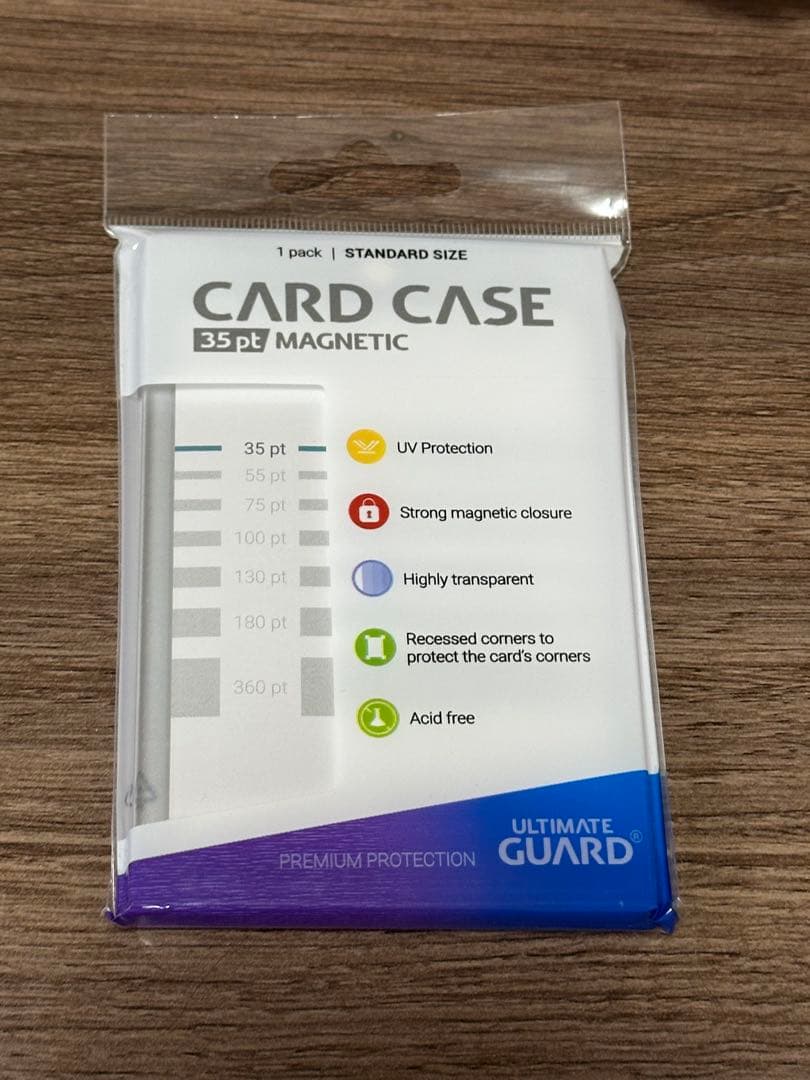 1 pack | STANDARD SIZE
CARD CASE
35pt MAGNETIC
35 pt
55 pt
75 pt
100 pt
130 pt
180 pt
360 pt
UV Protection
Strong magnetic closure
Highly transparent
Recessed corners to
protect the card's corners
Acid free
PREMIUM PROTECTION
ULTIMATE
GUARD®